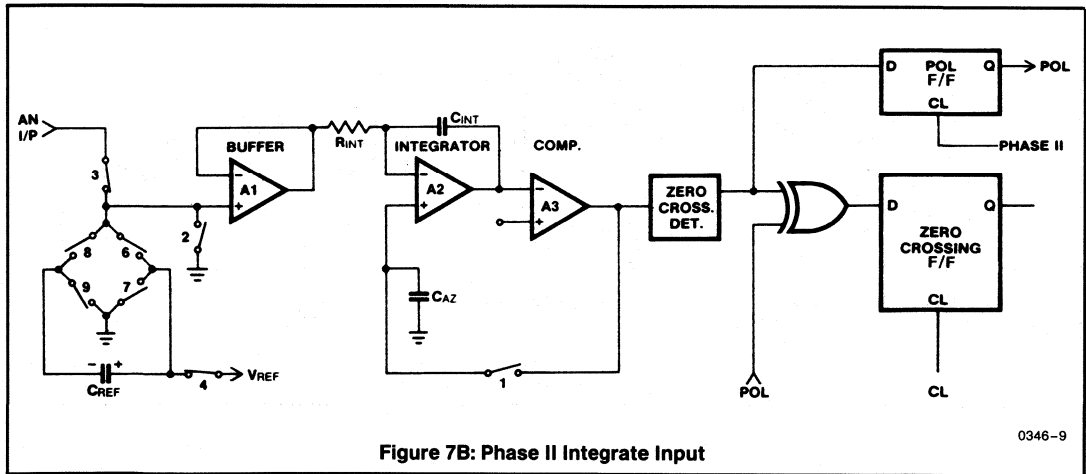 AN
I/P
3
8
6
9
7
2
- +
CREF
4
VREF
BUFFER
-
A1
+
RINT
CINT
INTEGRATOR
-
A2
+
CAZ
1
COMP.
-
A3
+
ZERO
CROSS.
DET.
D POL Q
F/F
CL
POL
PHASE II
D Q
ZERO
CROSSING
F/F
CL
POL
CL
0346-9
Figure 7B: Phase II Integrate Input